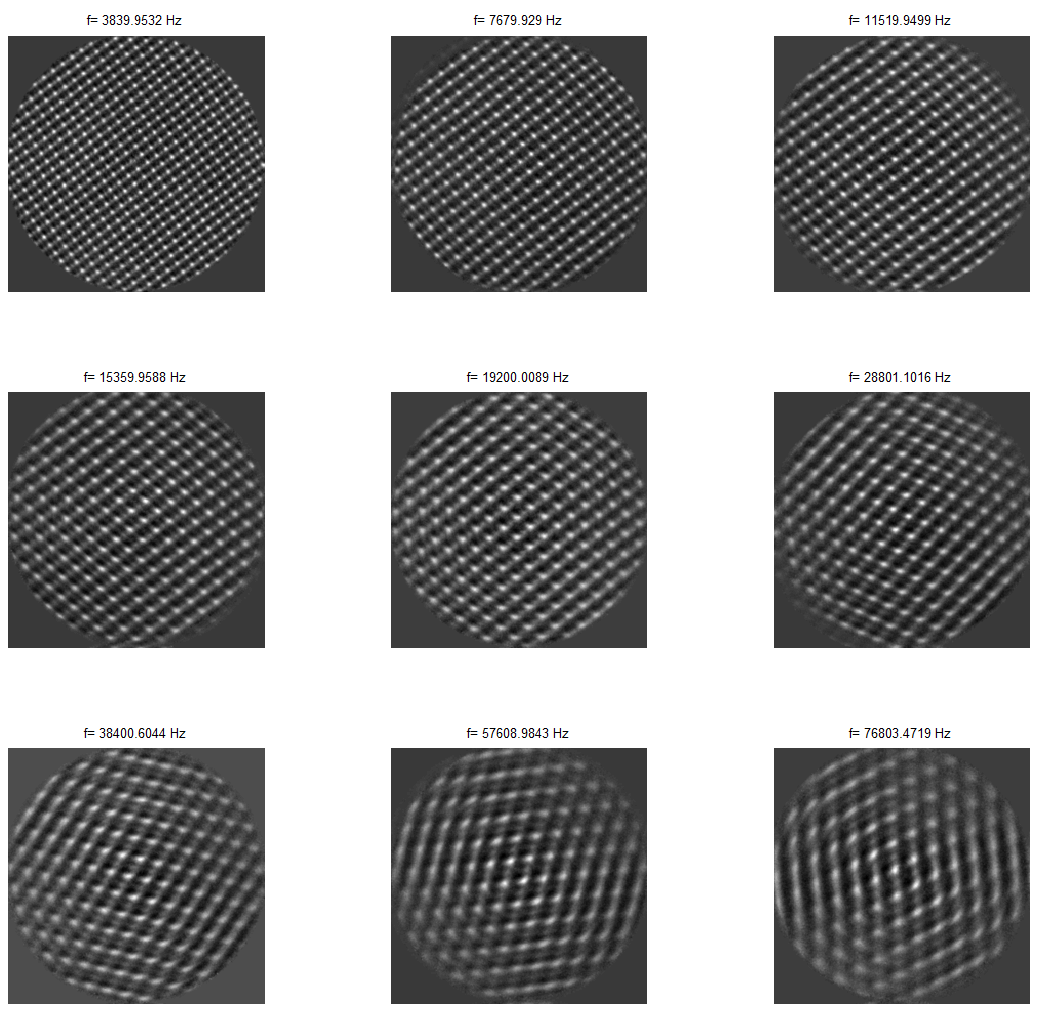 f= 3839.9532 Hz
f= 7679.929 Hz
f= 11519.9499 Hz
f= 15359.9588 Hz
f= 19200.0089 Hz
f= 28801.1016 Hz
f= 38400.6044 Hz
f= 57608.9843 Hz
f= 76803.4719 Hz